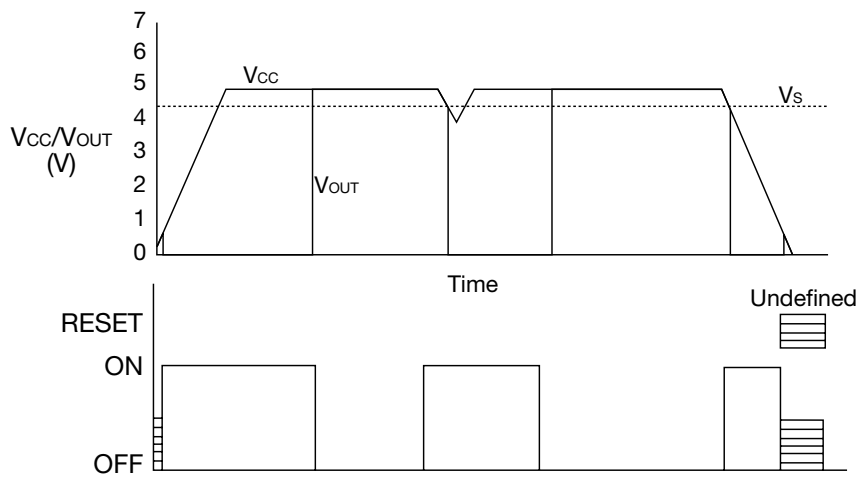 7
6
5
4
3
2
1
0
VCC/VOUT
(V)
VCC
VS
VOUT
Time
Undefined
RESET
ON
OFF